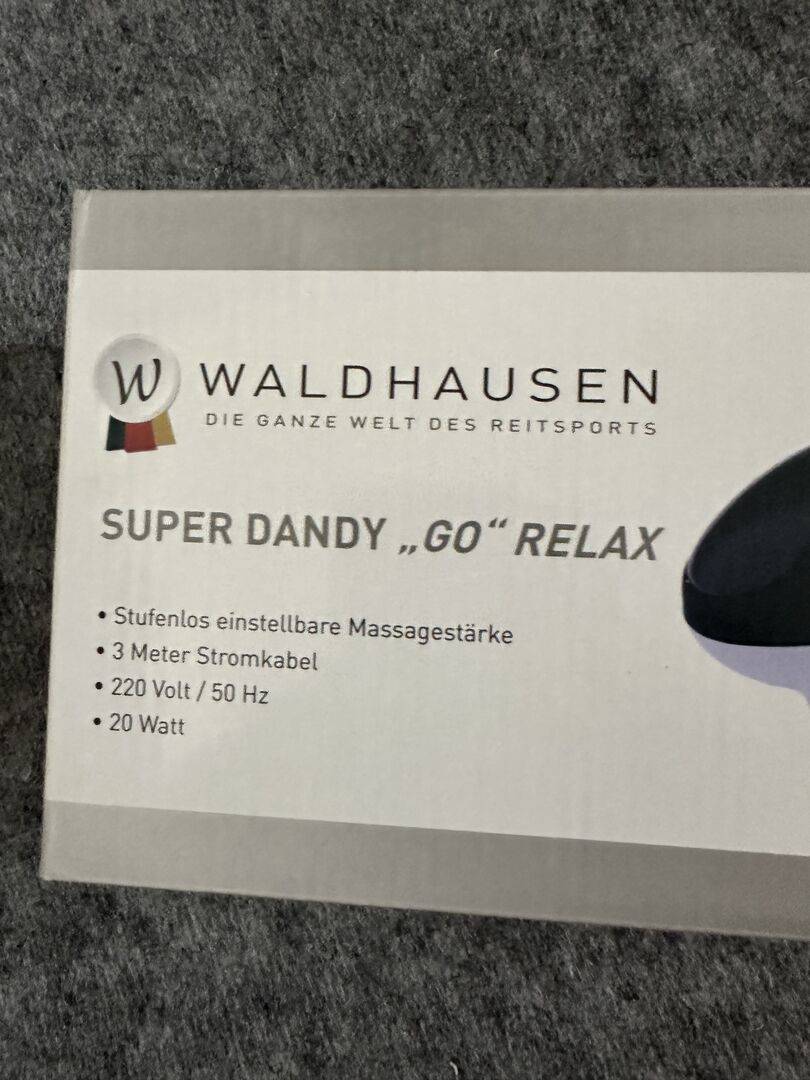 W WALDHAUSEN
DIE GANZE WELT DES REITSPORTS
SUPER DANDY „GO“ RELAX
• Stufenlos einstellbare Massagestärke
• 3 Meter Stromkabel
• 220 Volt / 50 Hz
• 20 Watt